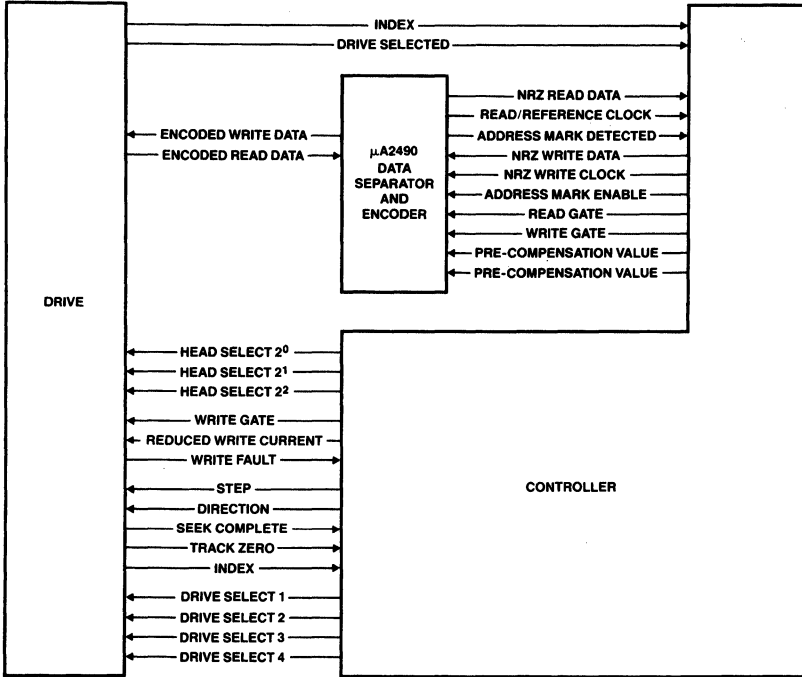 INDEX
DRIVE SELECTED
NRZ READ DATA
READ/REFERENCE CLOCK
ADDRESS MARK DETECTED
NRZ WRITE DATA
NRZ WRITE CLOCK
ADDRESS MARK ENABLE
READ GATE
WRITE GATE
PRE-COMPENSATION VALUE
PRE-COMPENSATION VALUE
ENCODED WRITE DATA
ENCODED READ DATA
μA2490
DATA
SEPARATOR
AND
ENCODER
DRIVE
HEAD SELECT 2⁰
HEAD SELECT 2¹
HEAD SELECT 2²
WRITE GATE
REDUCED WRITE CURRENT
WRITE FAULT
STEP
DIRECTION
SEEK COMPLETE
TRACK ZERO
INDEX
DRIVE SELECT 1
DRIVE SELECT 2
DRIVE SELECT 3
DRIVE SELECT 4
CONTROLLER